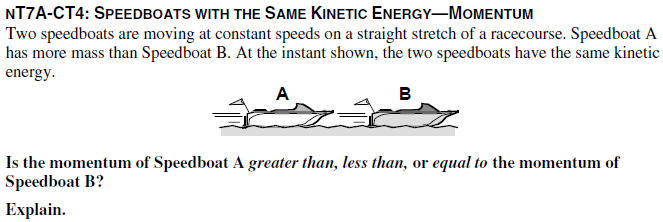 NT7A-CT4: SPEEDBOATS WITH THE SAME KINETIC ENERGY—MOMENTUM
Two speedboats are moving at constant speeds on a straight stretch of a racecourse. Speedboat A
has more mass than Speedboat B. At the instant shown, the two speedboats have the same kinetic
energy.
A B
Is the momentum of Speedboat A greater than, less than, or equal to the momentum of
Speedboat B?
Explain.